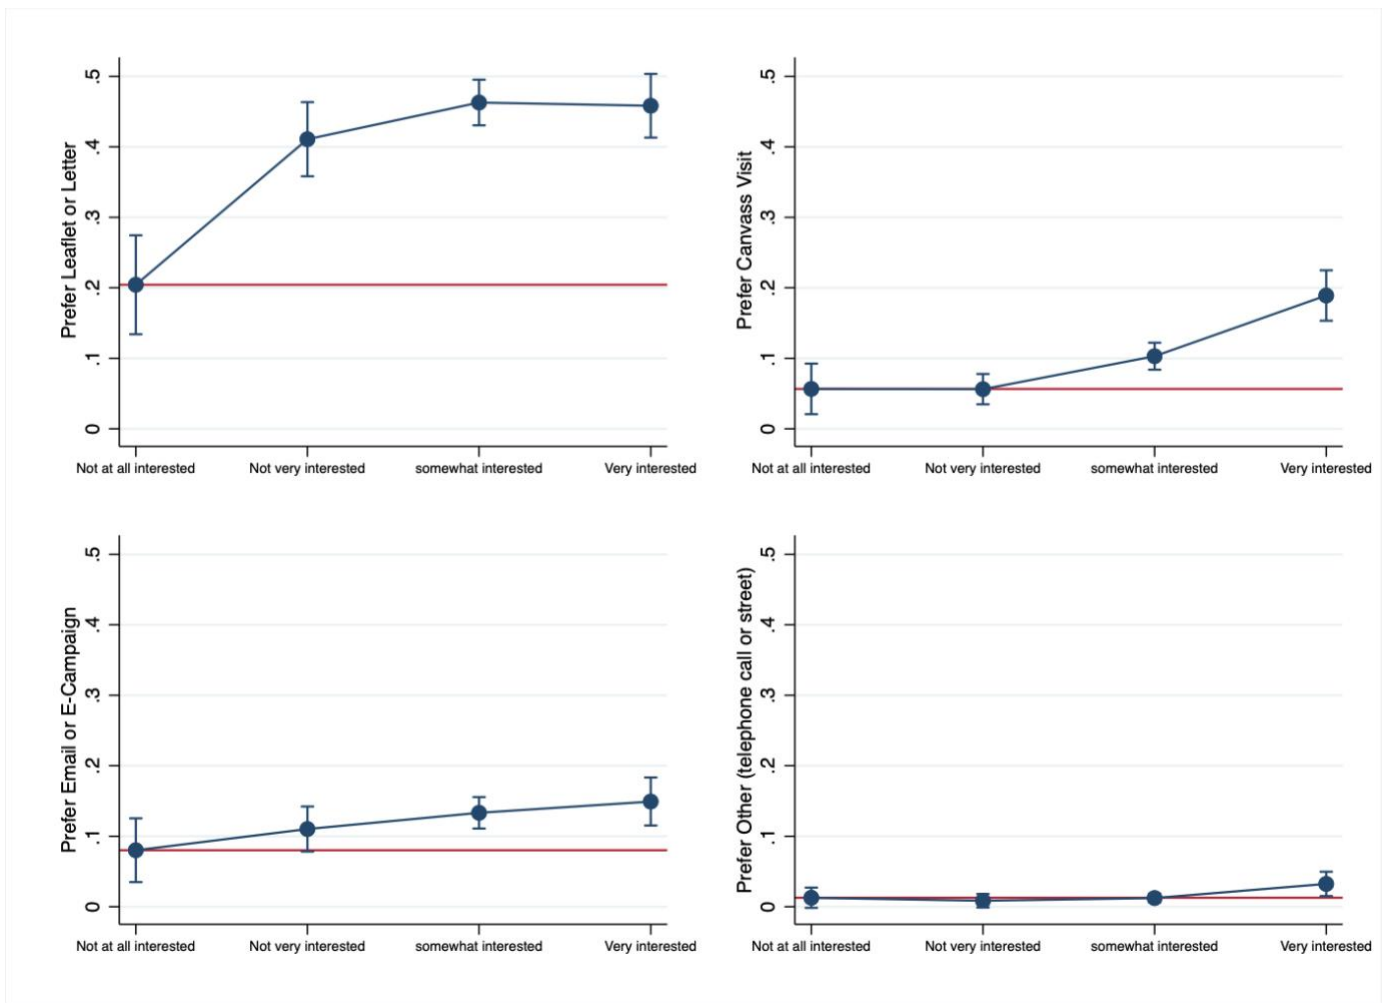 Prefer Leaflet or Letter
.5
.4
.3
.2
.1
0
Not at all interested
Not very interested
somewhat interested
Very interested
Prefer Canvass Visit
.5
.4
.3
.2
.1
0
Not at all interested
Not very interested
somewhat interested
Very interested
Prefer Email or E-Campaign
.5
.4
.3
.2
.1
0
Not at all interested
Not very interested
somewhat interested
Very interested
Prefer Other (telephone call or street)
.5
.4
.3
.2
.1
0
Not at all interested
Not very interested
somewhat interested
Very interested